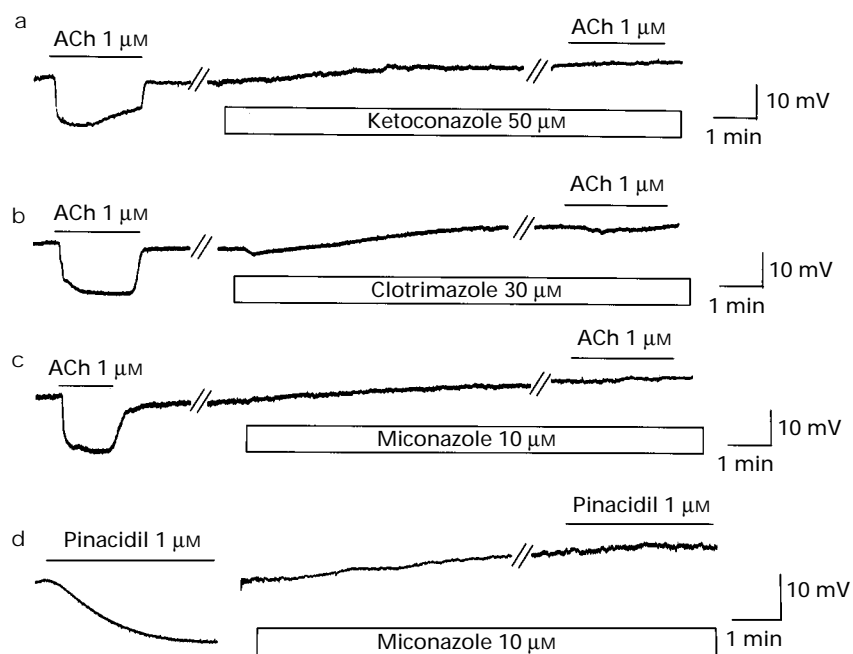 a
ACh 1 µM
ACh 1 µM
Ketoconazole 50 µM
10 mV
1 min
b
ACh 1 µM
ACh 1 µM
Clotrimazole 30 µM
10 mV
1 min
c
ACh 1 µM
ACh 1 µM
Miconazole 10 µM
10 mV
1 min
d
Pinacidil 1 µM
Pinacidil 1 µM
Miconazole 10 µM
10 mV
1 min